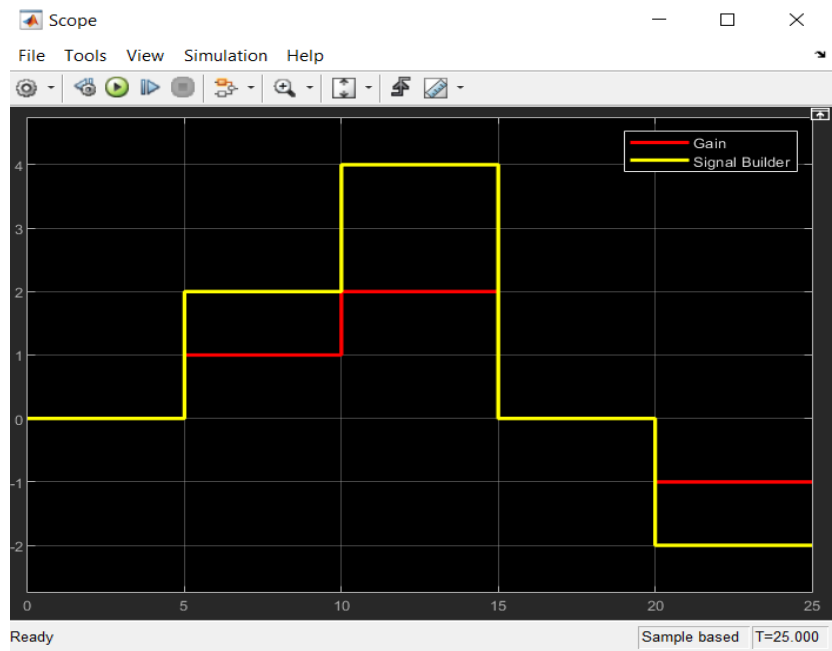 Scope
File Tools View Simulation Help
Gain
Signal Builder
4
3
2
1
0
-1
-2
0 5 10 15 20 25
Ready Sample based T=25.000